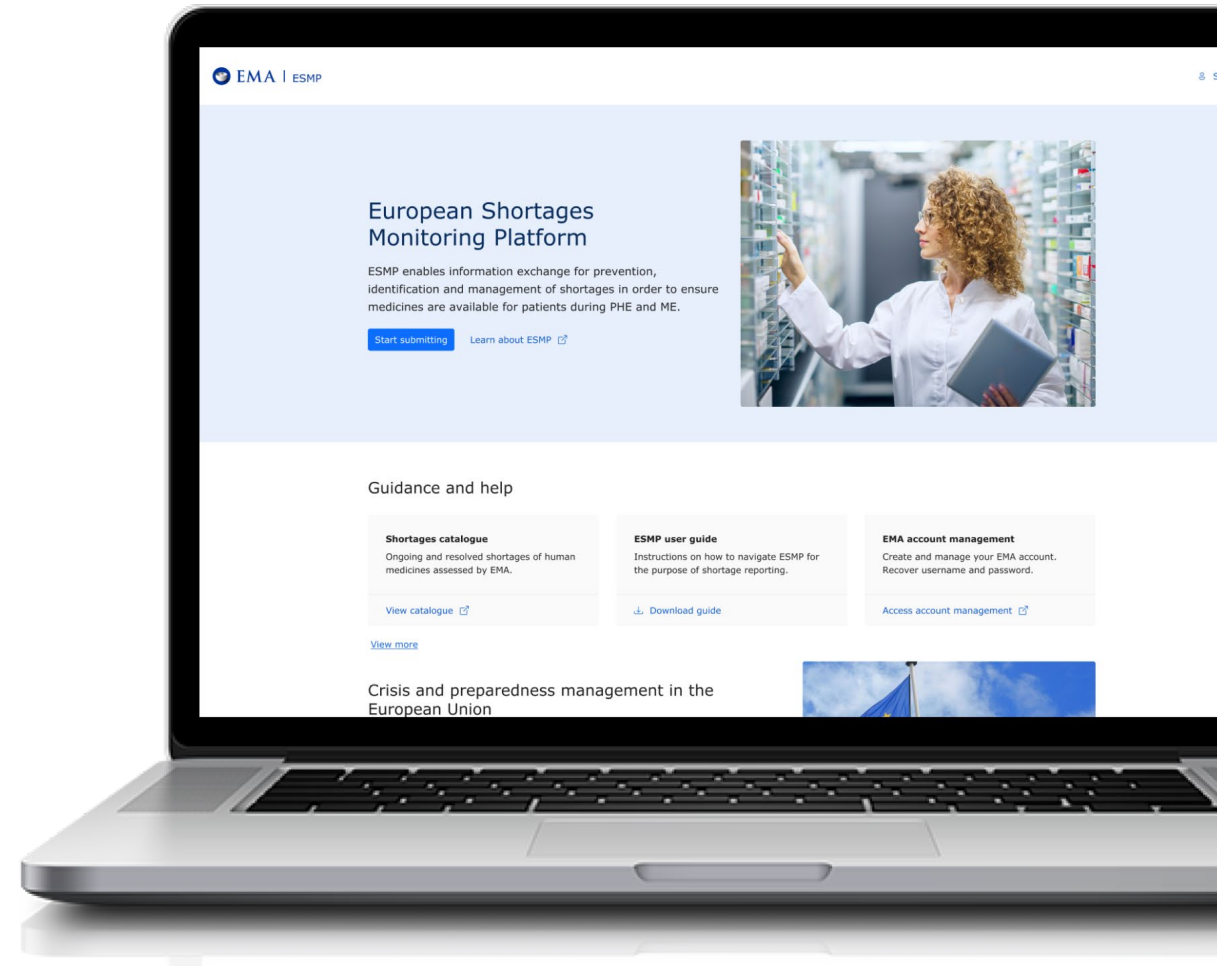 EMA | ESMP
European Shortages
Monitoring Platform
ESMP enables information exchange for prevention,
identification and management of shortages in order to ensure
medicines are available for patients during PHE and ME.
Start submitting Learn about ESMP
Guidance and help
Shortages catalogue
Ongoing and resolved shortages of human
medicines assessed by EMA.
View catalogue
ESMP user guide
Instructions on how to navigate ESMP for
the purpose of shortage reporting.
Download guide
EMA account management
Create and manage your EMA account.
Recover username and password.
Access account management
View more
Crisis and preparedness management in the
European Union